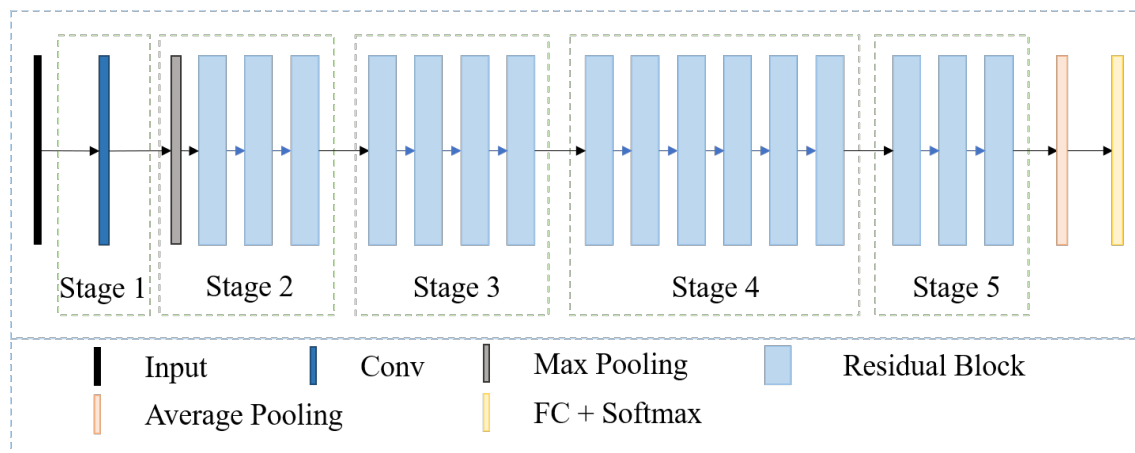 Stage 1
Stage 2
Stage 3
Stage 4
Stage 5
Input
Conv
Max Pooling
Residual Block
Average Pooling
FC + Softmax